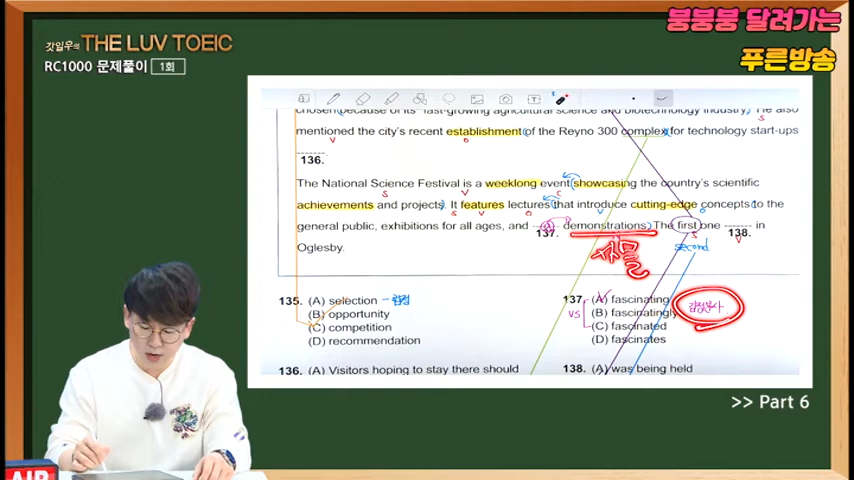 붕붕붕 달려가는
푸른방송
갓일우의 THE LUV TOEIC
RC1000 문제풀이 1회
chosen because of its fast-growing agricultural science and biotechnology industry. He also
mentioned the city's recent establishment of the Reyno 300 complex for technology start-ups
136.
The National Science Festival is a weeklong event showcasing the country's scientific
achievements and projects. It features lectures that introduce cutting-edge concepts to the
general public, exhibitions for all ages, and ------- demonstrations. The first one ------- in
137. 138.
사물 second
Oglesby.
135. (A) selection
(B) opportunity
(C) competition
(D) recommendation
136. (A) Visitors hoping to stay there should
137. (A) fascinating
(B) fascinatingly
(C) fascinated
(D) fascinates
vs
감정동사
138. (A) was being held
>> Part 6
AIR